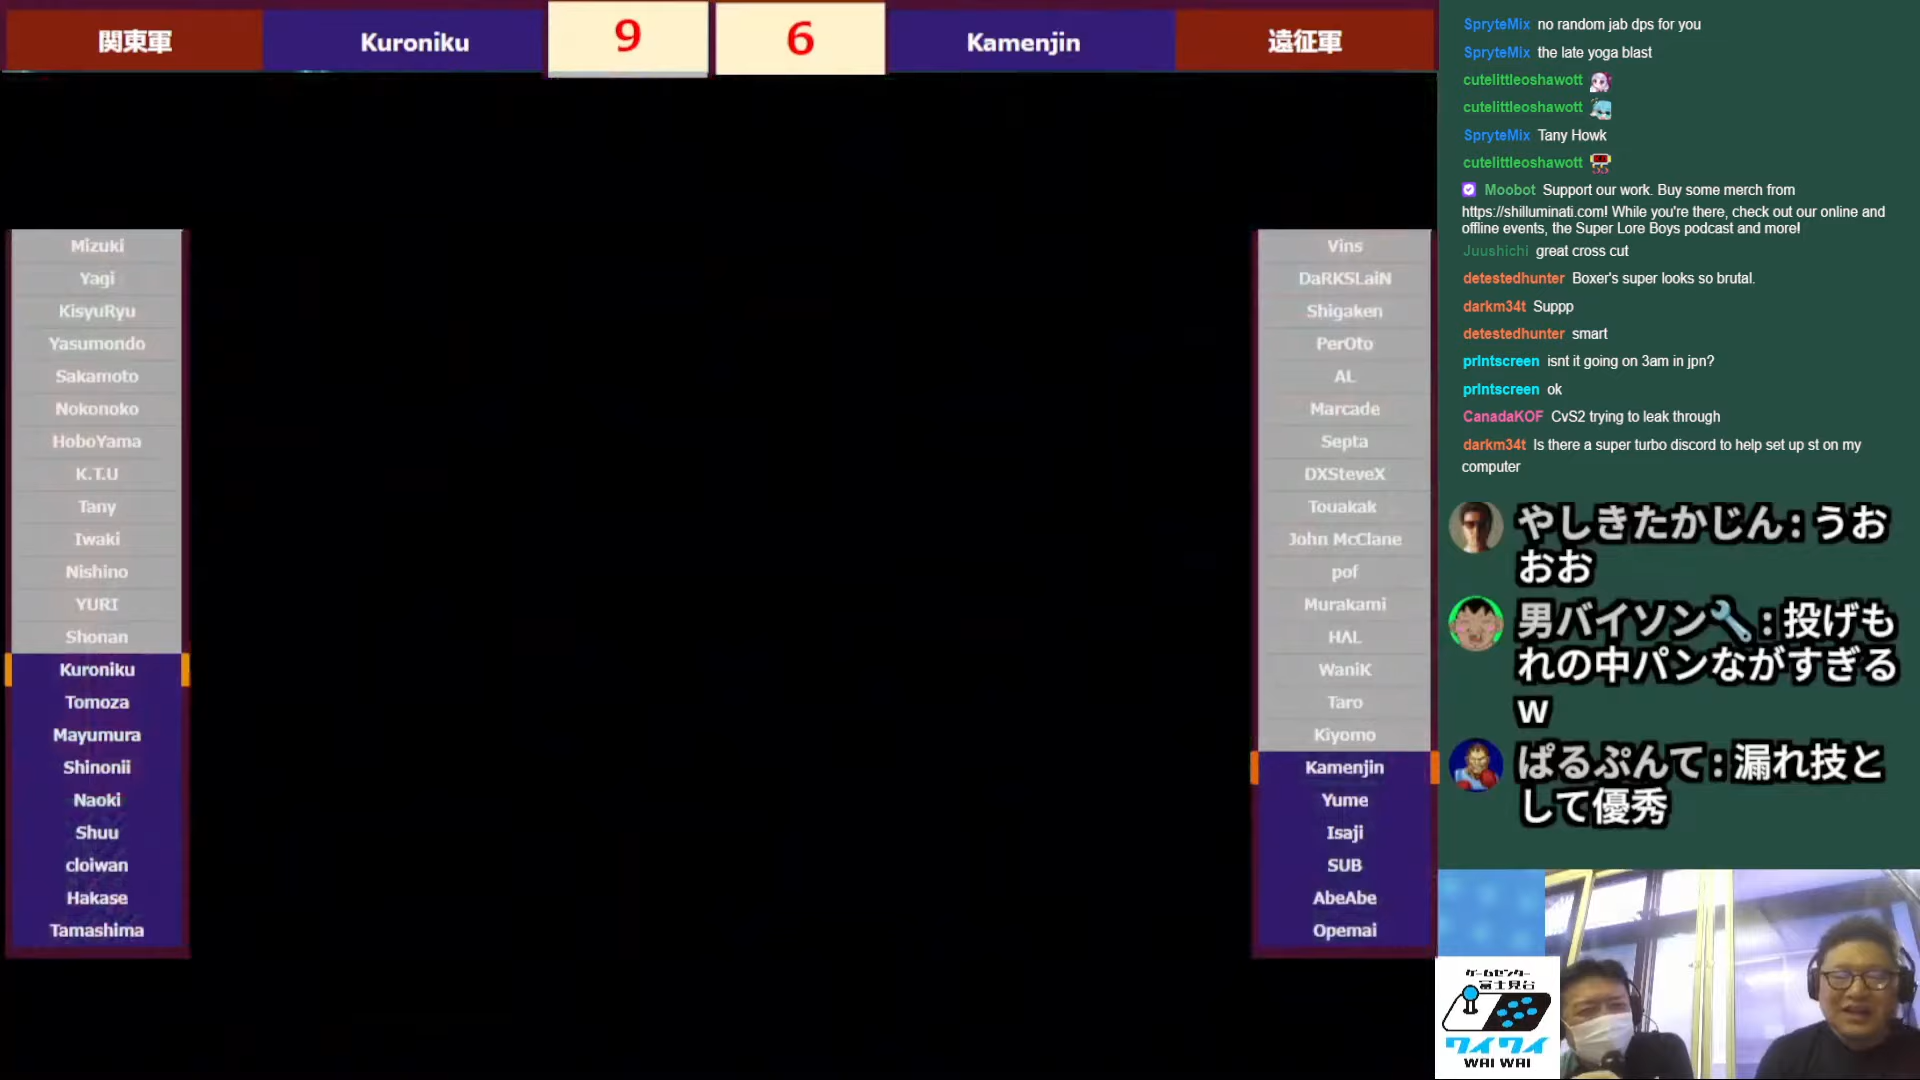 関東軍
Kuroniku
9
6
Kamenjin
遠征軍
Mizuki
Yagi
KisyuRyu
Yasumondo
Sakamoto
Nokonoko
HoboYama
K.T.U
Tany
Iwaki
Nishino
YURI
Shonan
Kuroniku
Tomoza
Mayumura
Shinonii
Naoki
Shuu
cloiwan
Hakase
Tamashima
Vins
DaRKSLaiN
Shigaken
PerOto
AL
Marcade
Septa
DXSteveX
Touakak
John McClane
pof
Murakami
HAL
WaniK
Taro
Kiyomo
Kamenjin
Yume
Isaji
SUB
AbeAbe
Opemai
SpryteMix no random jab dps for you
SpryteMix the late yoga blast
cutelittleoshawott
cutelittleoshawott
SpryteMix Tany Howk
cutelittleoshawott
Moobot Support our work. Buy some merch from
https://shilluminati.com! While you're there, check out our online and
offline events, the Super Lore Boys podcast and more!
Juushichi great cross cut
detestedhunter Boxer's super looks so brutal.
darkm34t Suppp
detestedhunter smart
prlntscreen isnt it going on 3am in jpn?
prlntscreen ok
CanadaKOF CvS2 trying to leak through
darkm34t Is there a super turbo discord to help set up st on my
computer
やしきたかじん: うお
おお
男バイソン🔧: 投げも
れの中パンながすぎる
w
ぱるぷんて: 漏れ技と
して優秀
ゲームセンター
富士見台
ワイワイ
WAI WAI